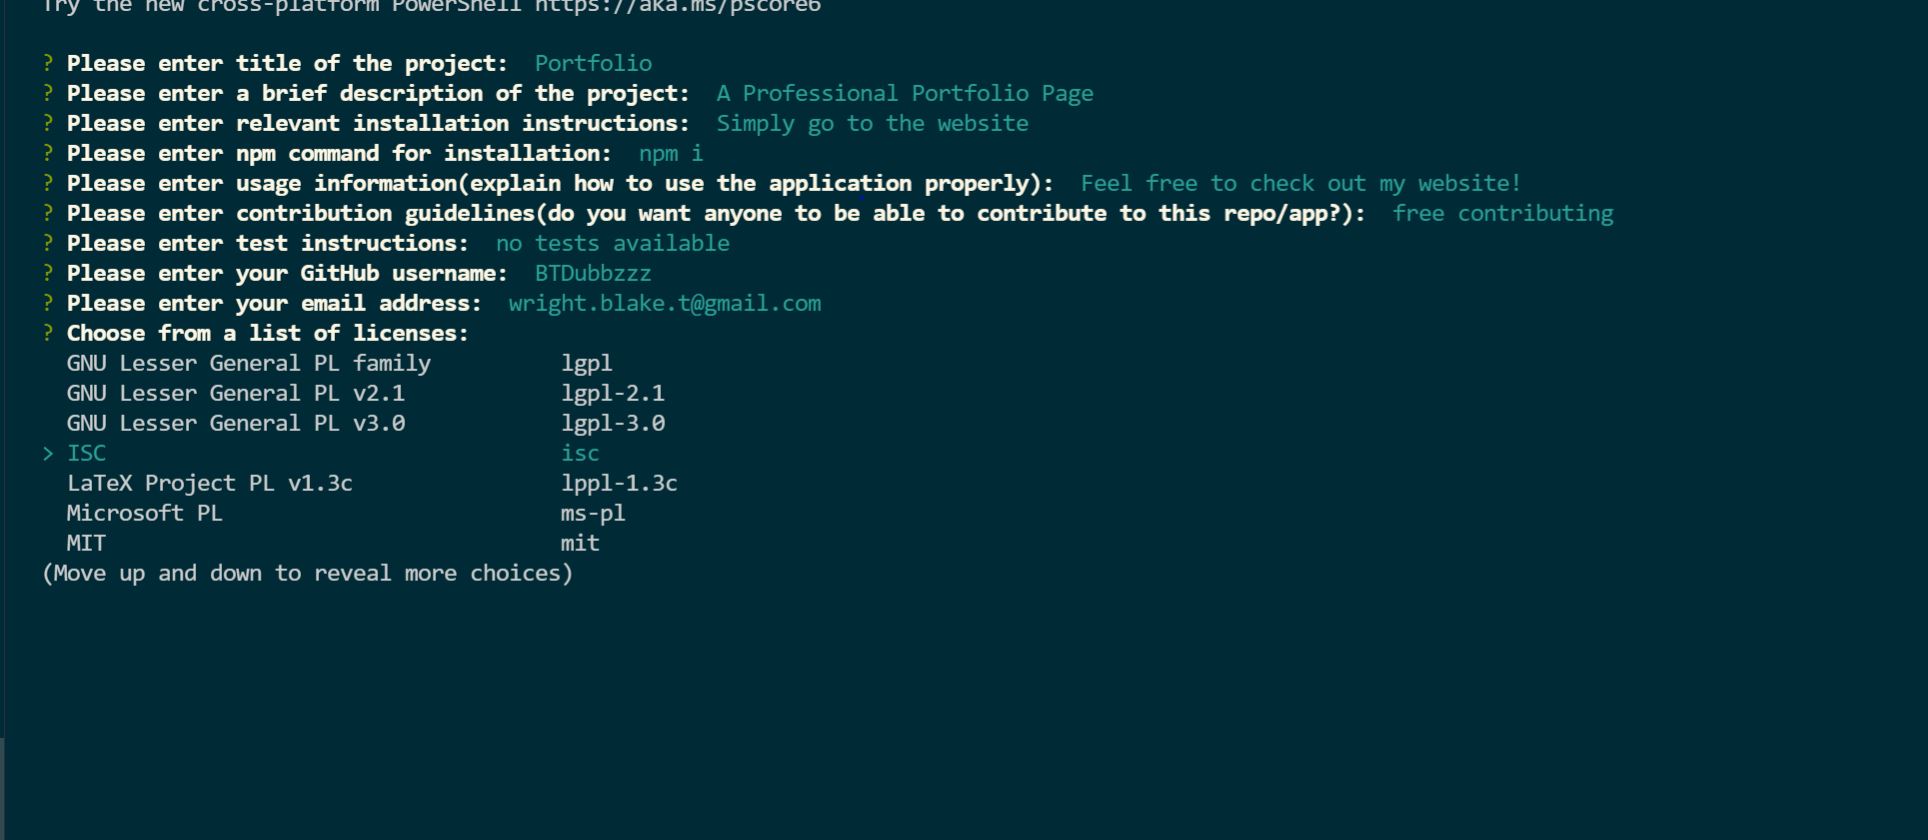 Try the new cross-platform PowerShell https://aka.ms/pscore6
? Please enter title of the project:  Portfolio
? Please enter a brief description of the project:  A Professional Portfolio Page
? Please enter relevant installation instructions:  Simply go to the website
? Please enter npm command for installation:  npm i
? Please enter usage information(explain how to use the application properly):  Feel free to check out my website!
? Please enter contribution guidelines(do you want anyone to be able to contribute to this repo/app?):  free contributing
? Please enter test instructions:  no tests available
? Please enter your GitHub username:  BTDubbzzz
? Please enter your email address:  wright.blake.t@gmail.com
? Choose from a list of licenses:
GNU Lesser General PL family lgpl
GNU Lesser General PL v2.1 lgpl-2.1
GNU Lesser General PL v3.0 lgpl-3.0
> ISC isc
LaTeX Project PL v1.3c lppl-1.3c
Microsoft PL ms-pl
MIT mit
(Move up and down to reveal more choices)